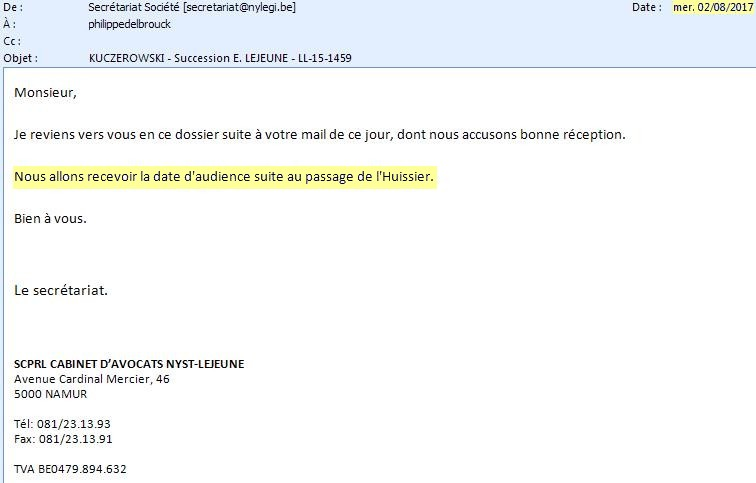 De : Secrétariat Société [secretariat@nylegi.be] Date : mer. 02/08/2017
À : philippedelbrouck
Cc :
Objet : KUCZEROWSKI - Succession E. LEJEUNE - LL-15-1459
Monsieur,
Je reviens vers vous en ce dossier suite à votre mail de ce jour, dont nous accusons bonne réception.
Nous allons recevoir la date d'audience suite au passage de l'Huissier.
Bien à vous.
Le secrétariat.
SCPRL CABINET D’AVOCATS NYST-LEJEUNE
Avenue Cardinal Mercier, 46
5000 NAMUR
Tél: 081/23.13.93
Fax: 081/23.13.91
TVA BE0479.894.632